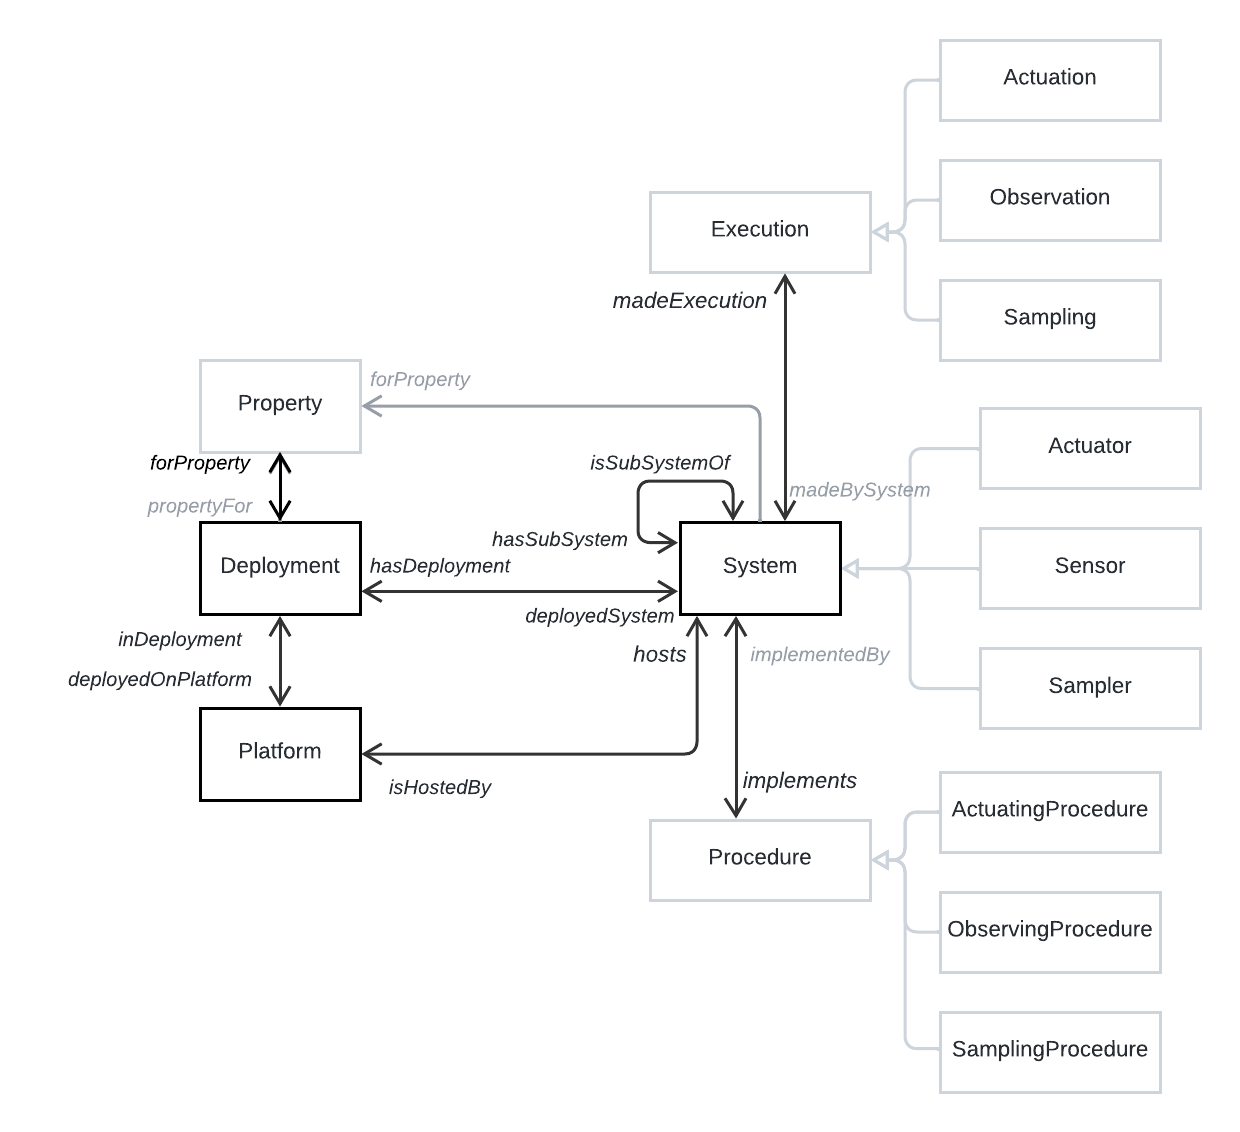 Actuation
Observation
Execution
madeExecution
Sampling
forProperty
Property
Actuator
forProperty
isSubSystemOf
madeBySystem
propertyFor
hasSubSystem
Deployment
hasDeployment
System
Sensor
deployedSystem
inDeployment
hosts
implementedBy
deployedOnPlatform
Sampler
Platform
isHostedBy
implements
ActuatingProcedure
Procedure
ObservingProcedure
SamplingProcedure